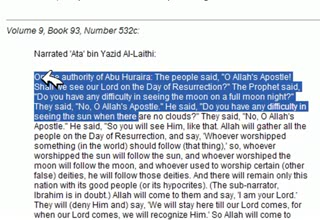 Volume 9, Book 93, Number 532c:
Narrated 'Ata' bin Yazid Al-Laithi:
On the authority of Abu Huraira: The people said, "O Allah's Apostle!
Shall we see our Lord on the Day of Resurrection?" The Prophet said,
"Do you have any difficulty in seeing the moon on a full moon night?"
They said, "No, O Allah's Apostle." He said, "Do you have any difficulty in
seeing the sun when there are no clouds?" They said, "No, O Allah's
Apostle." He said, "So you will see Him, like that. Allah will gather all the
people on the Day of Resurrection, and say, 'Whoever worshipped
something (in the world) should follow (that thing),' so, whoever
worshipped the sun will follow the sun, and whoever worshiped the
moon will follow the moon, and whoever used to worship certain (other
false) deities, he will follow those deities. And there will remain only this
nation with its good people (or its hypocrites). (The sub-narrator,
Ibrahim is in doubt.) Allah will come to them and say, 'I am your Lord.'
They will (deny Him and) say, 'We will stay here till our Lord comes, for
when our Lord comes, we will recognize Him.' So Allah will come to